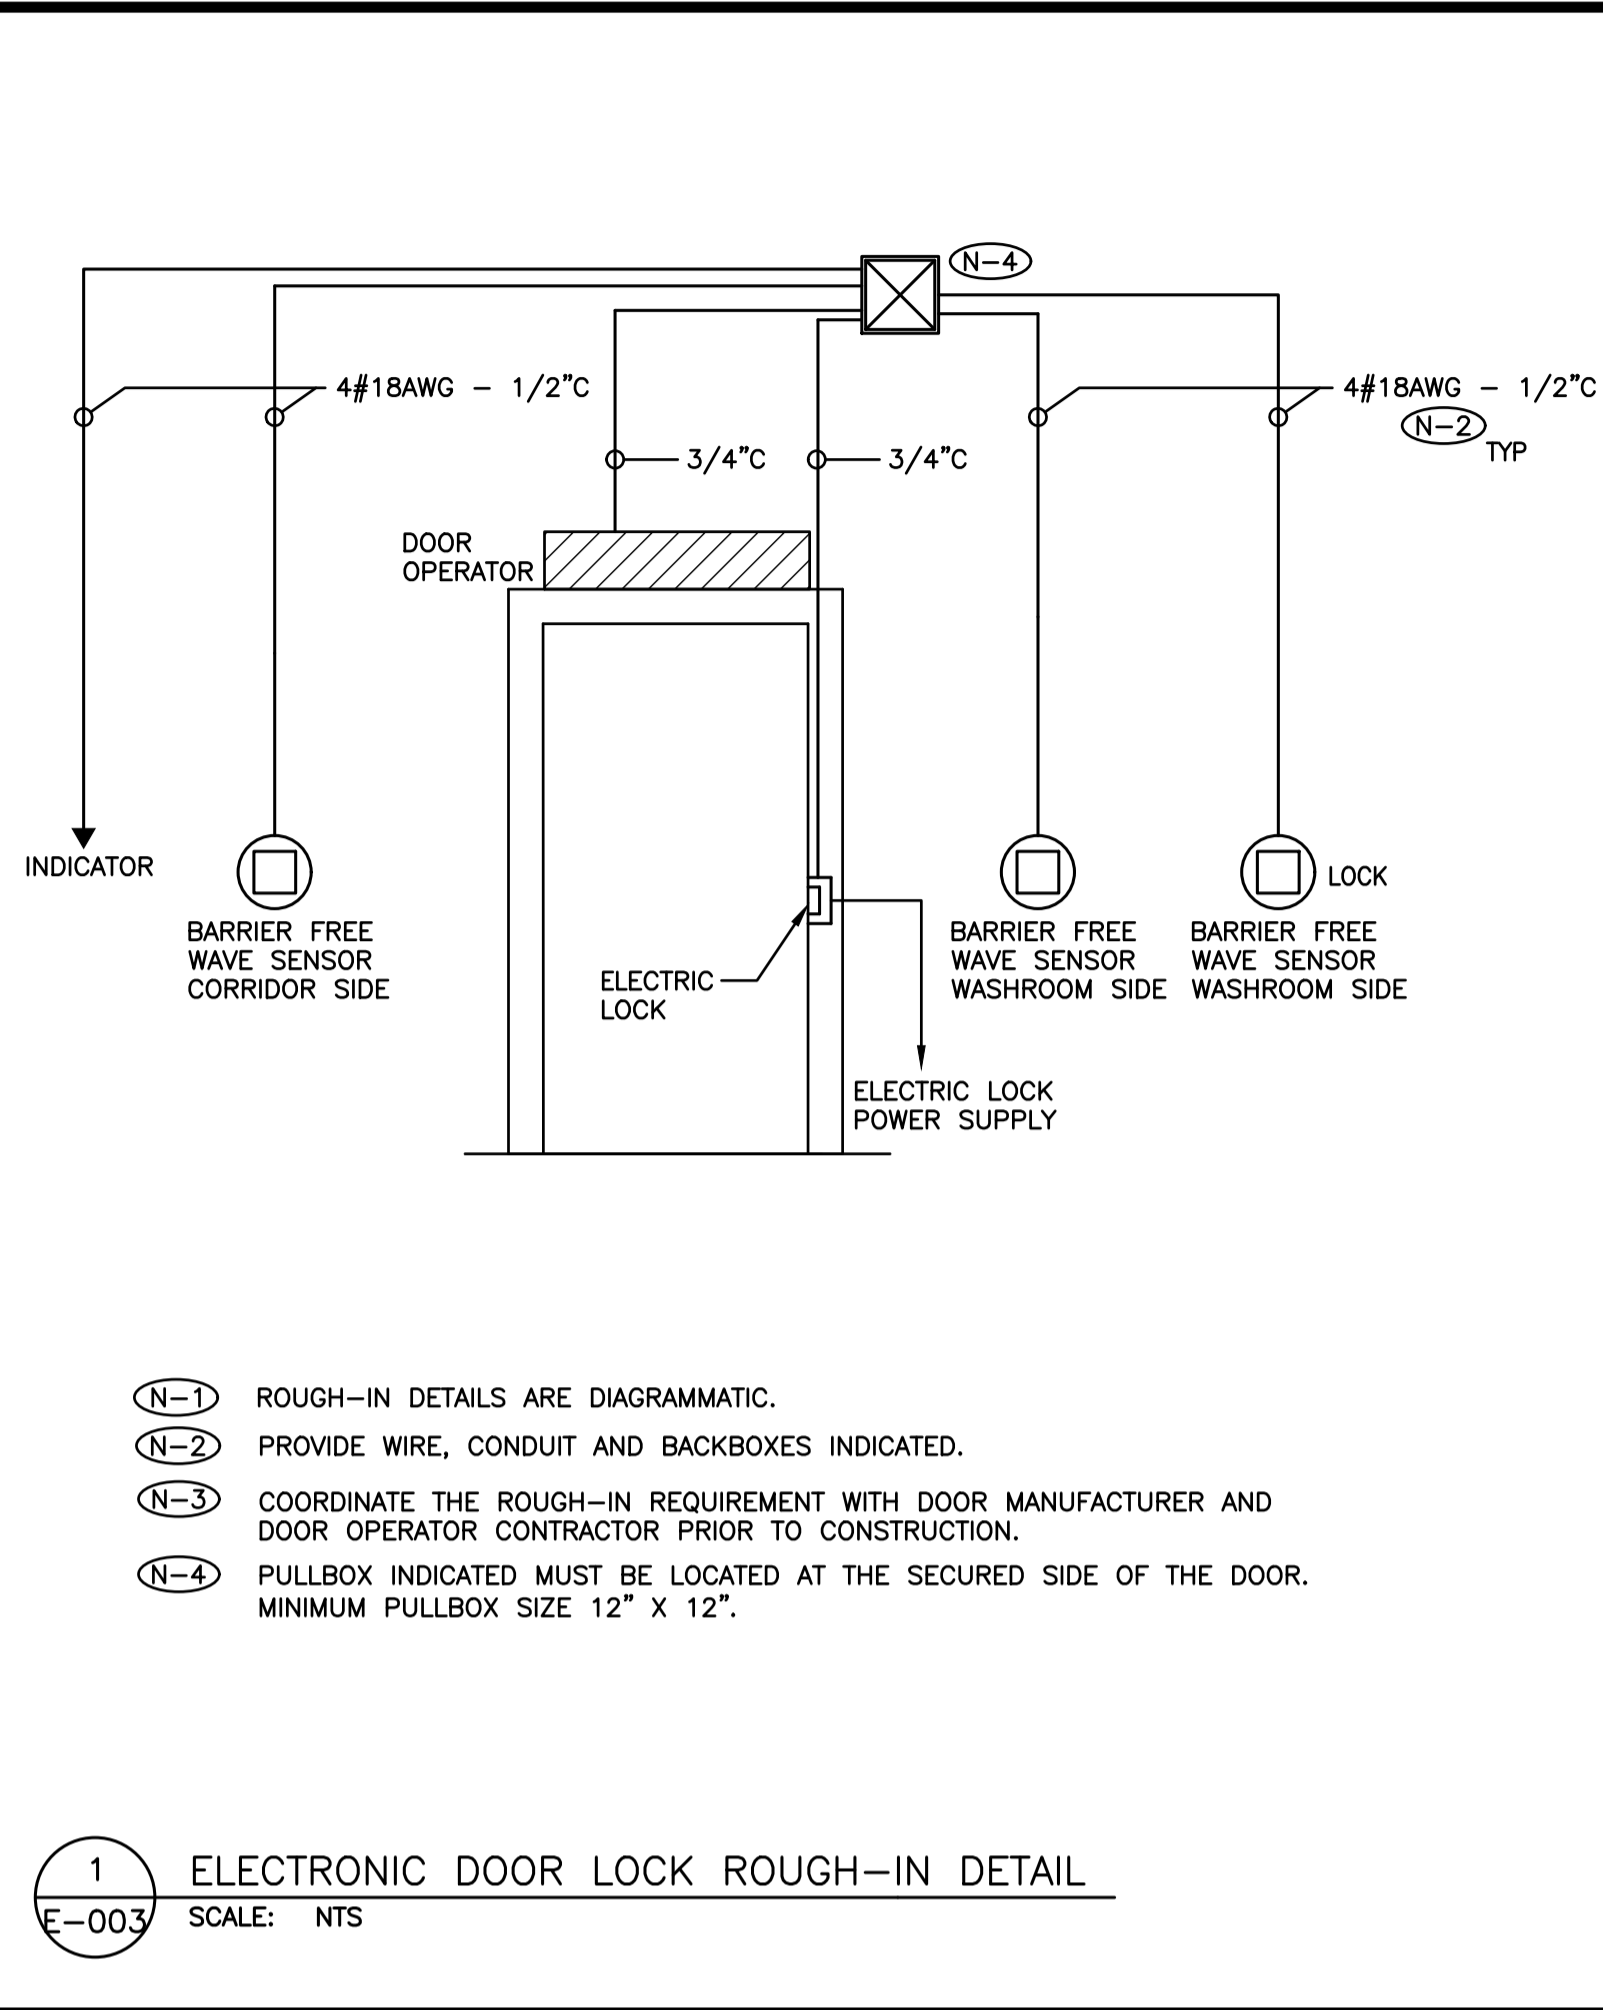 N-4
4#18AWG - 1/2"C
4#18AWG - 1/2"C
N-2
TYP
3/4"C
3/4"C
DOOR
OPERATOR
INDICATOR
LOCK
BARRIER FREE
WAVE SENSOR
CORRIDOR SIDE
ELECTRIC
LOCK
BARRIER FREE
WAVE SENSOR
WASHROOM SIDE
BARRIER FREE
WAVE SENSOR
WASHROOM SIDE
ELECTRIC LOCK
POWER SUPPLY
N-1 ROUGH-IN DETAILS ARE DIAGRAMMATIC.
N-2 PROVIDE WIRE, CONDUIT AND BACKBOXES INDICATED.
N-3 COORDINATE THE ROUGH-IN REQUIREMENT WITH DOOR MANUFACTURER AND
DOOR OPERATOR CONTRACTOR PRIOR TO CONSTRUCTION.
N-4 PULLBOX INDICATED MUST BE LOCATED AT THE SECURED SIDE OF THE DOOR.
MINIMUM PULLBOX SIZE 12" X 12".
1 ELECTRONIC DOOR LOCK ROUGH-IN DETAIL
E-003 SCALE: NTS